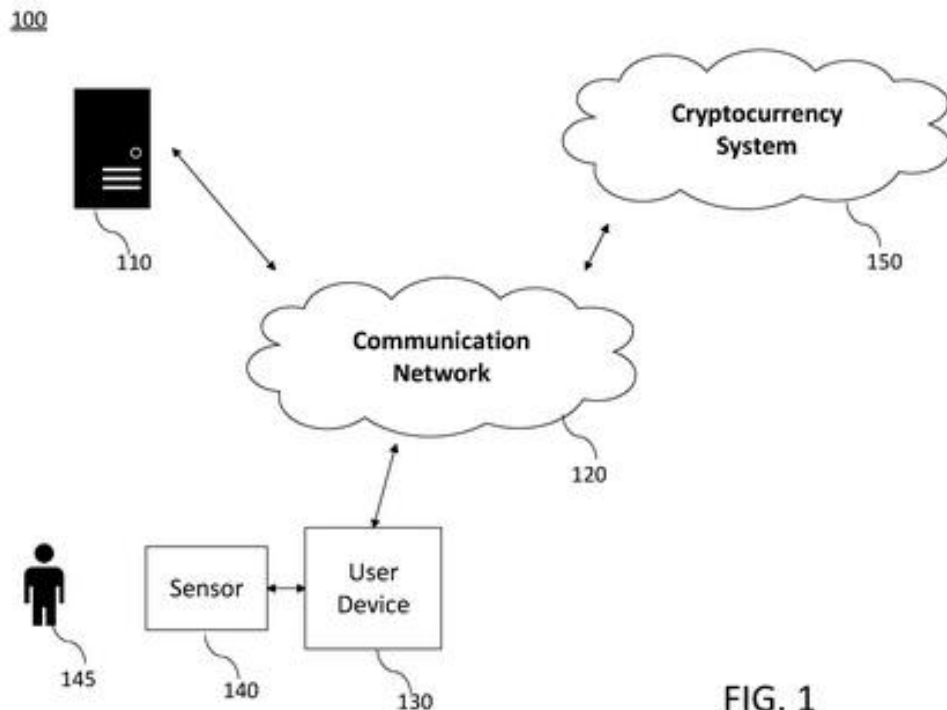 100
Cryptocurrency
System
110
150
Communication
Network
120
Sensor
User
Device
145
140
130
FIG. 1